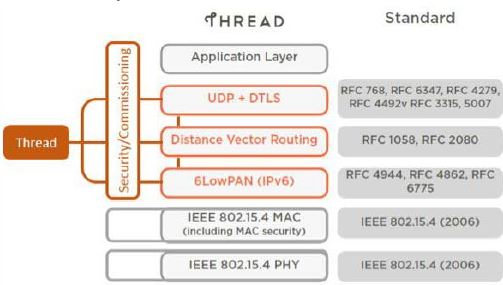 THREAD
Standard
Application Layer
UDP + DTLS
RFC 768, RFC 6347, RFC 4279,
RFC 4492v RFC 3315, 5007
Security/Commissioning
Thread
Distance Vector Routing
RFC 1058, RFC 2080
6LowPAN (IPv6)
RFC 4944, RFC 4862, RFC
6775
IEEE 802.15.4 MAC
(including MAC security)
IEEE 802.15.4 (2006)
IEEE 802.15.4 PHY
IEEE 802.15.4 (2006)